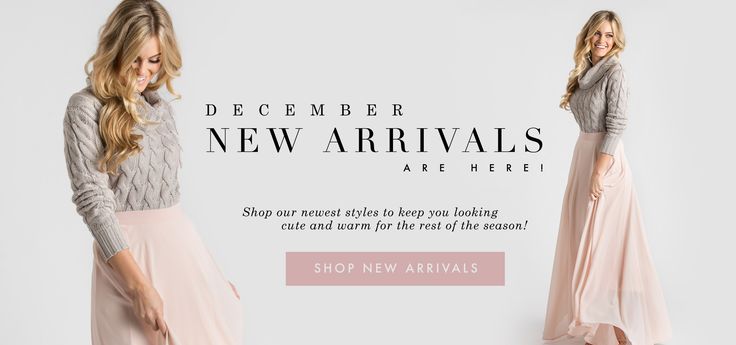 DECEMBER
NEW ARRIVALS
ARE HERE!
Shop our newest styles to keep you looking
cute and warm for the rest of the season!
SHOP NEW ARRIVALS